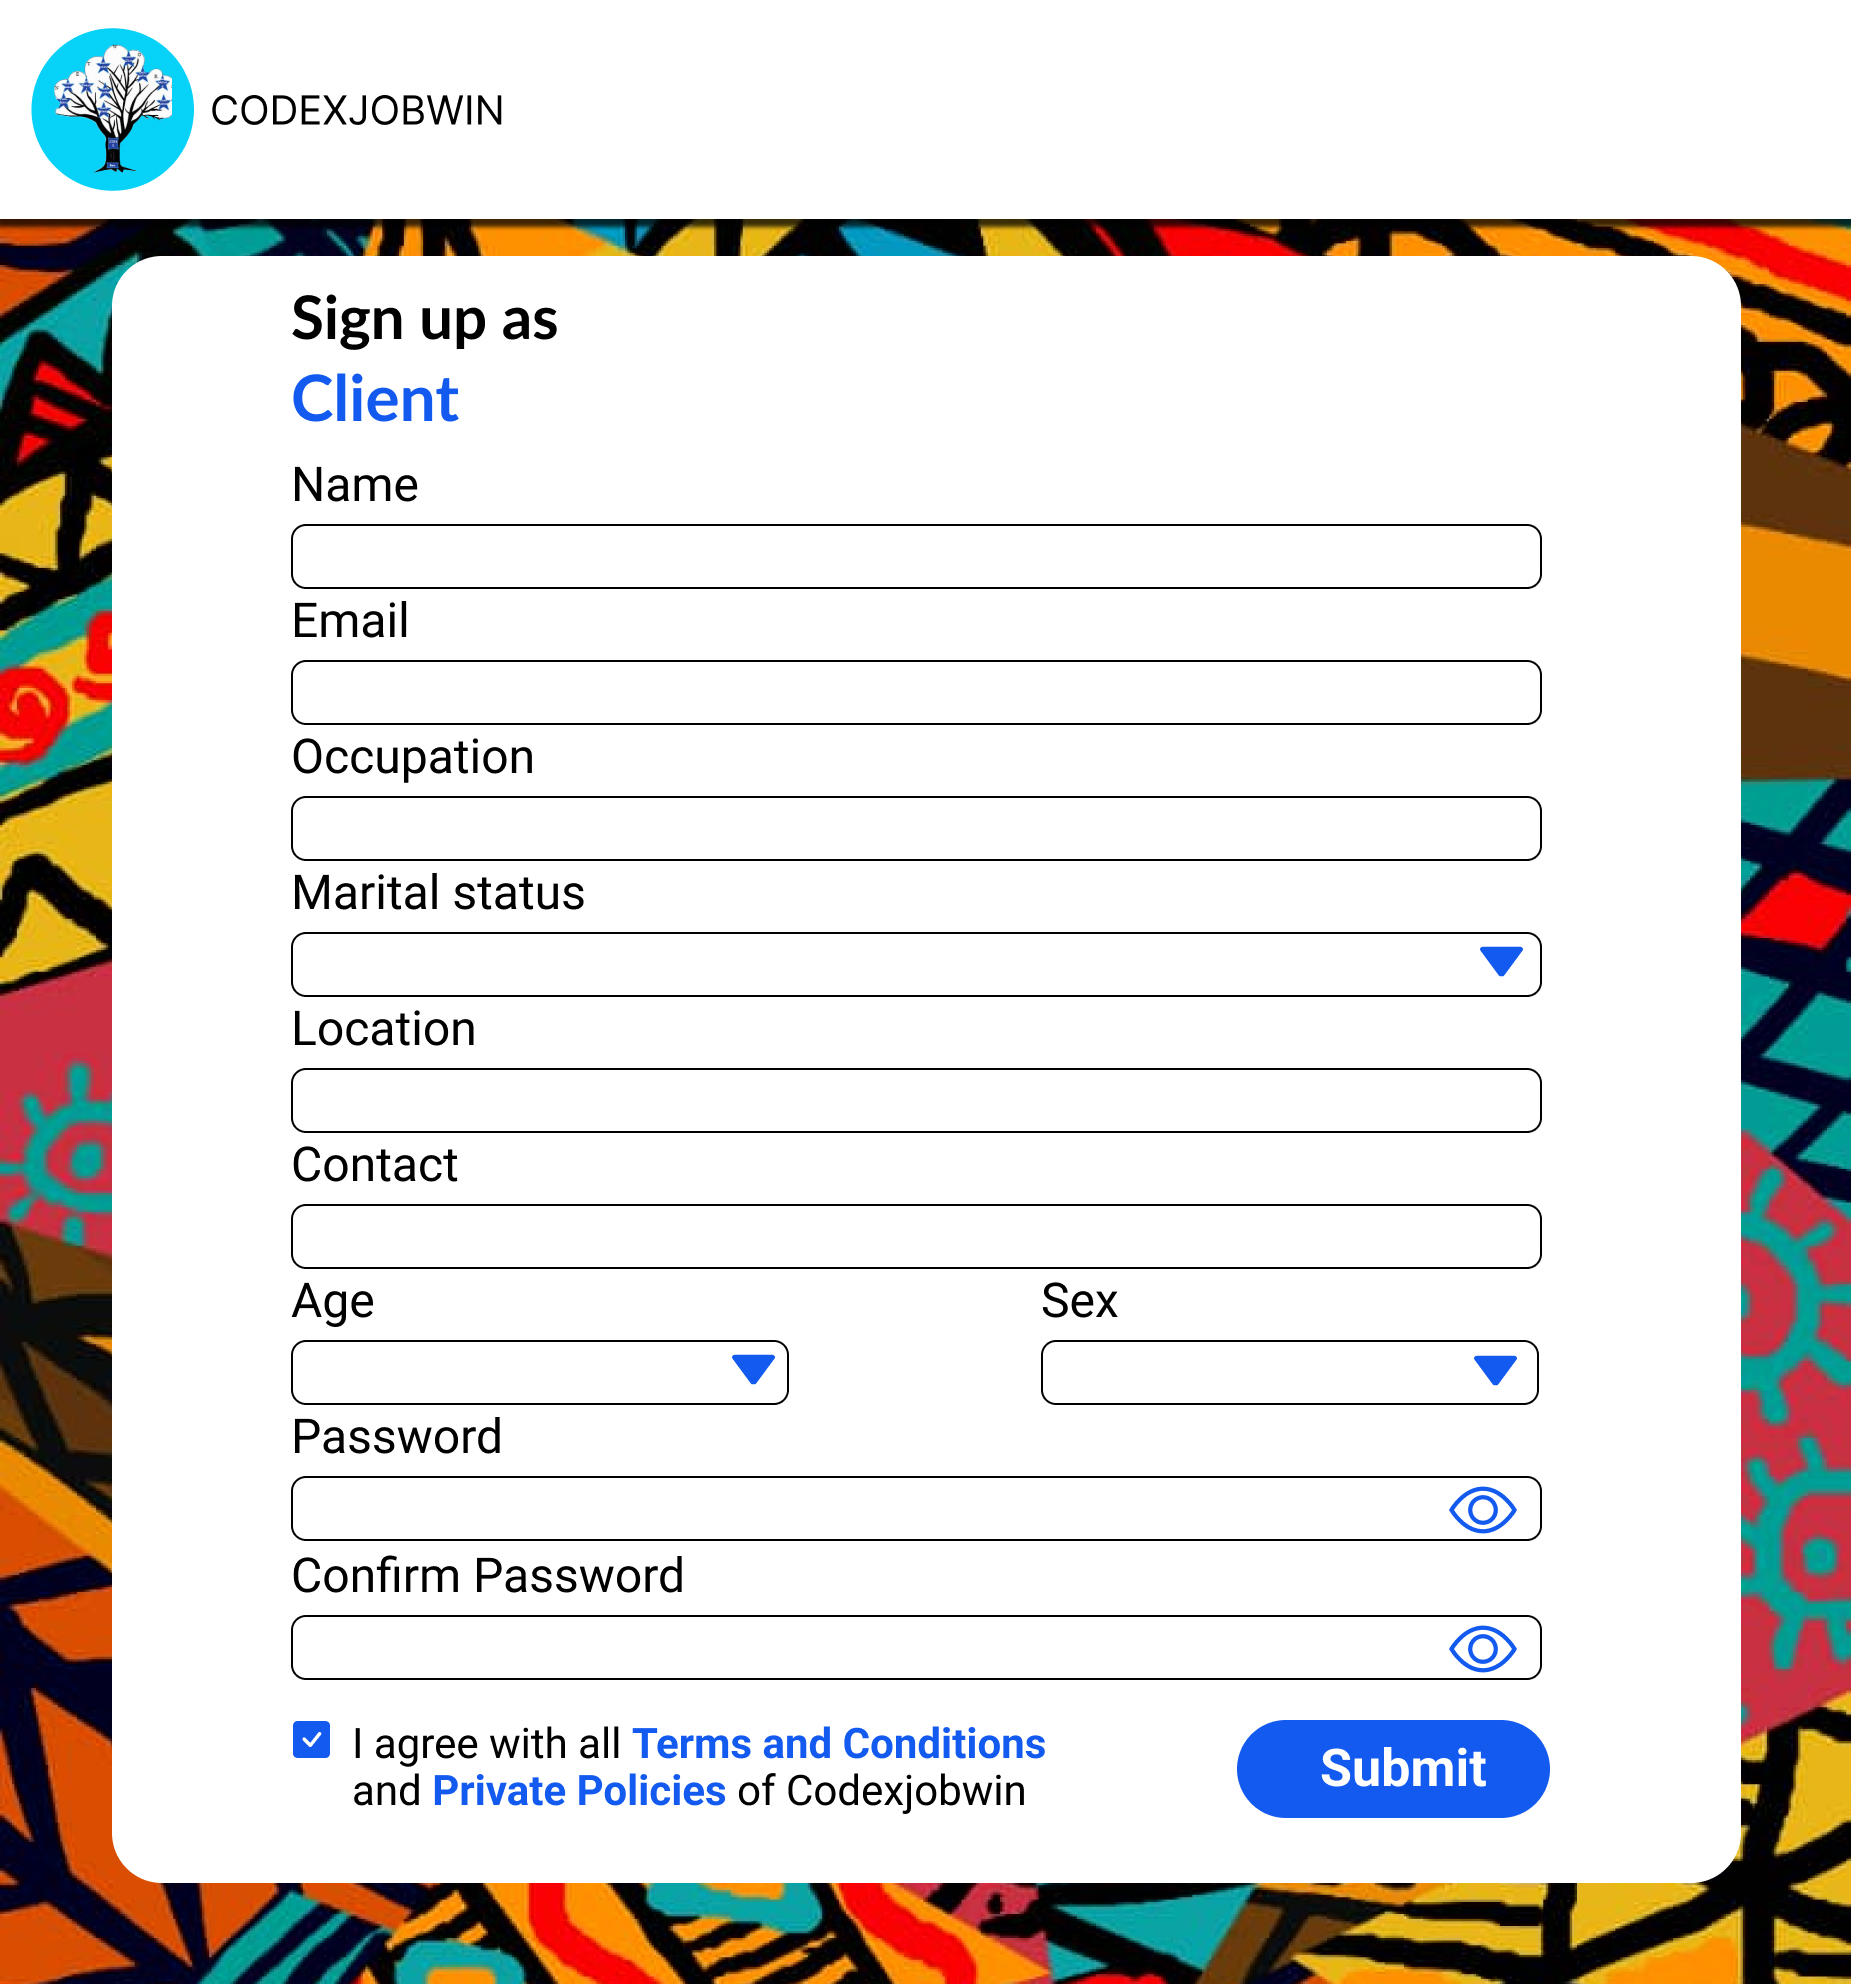 CODEXJOBWIN
Sign up as
Client
Name
Email
Occupation
Marital status
Location
Contact
Age
Sex
Password
Confirm Password
I agree with all Terms and Conditions
and Private Policies of Codexjobwin
Submit